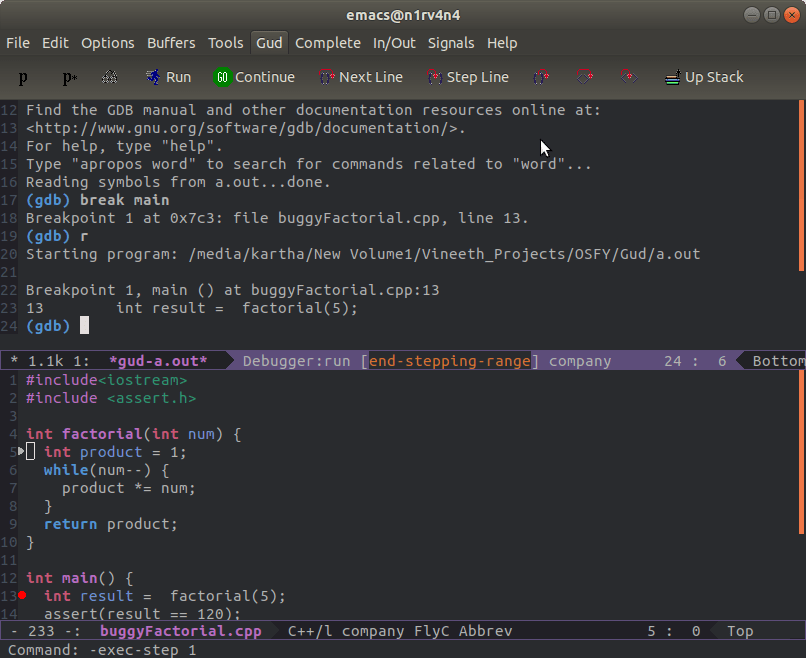 emacs@n1rv4n4
File Edit Options Buffers Tools Gud Complete In/Out Signals Help
p p* Run GO Continue Next Line Step Line Up Stack
12 Find the GDB manual and other documentation resources online at:
13 <http://www.gnu.org/software/gdb/documentation/>.
14 For help, type "help".
15 Type "apropos word" to search for commands related to "word"...
16 Reading symbols from a.out...done.
17 (gdb) break main
18 Breakpoint 1 at 0x7c3: file buggyFactorial.cpp, line 13.
19 (gdb) r
20 Starting program: /media/kartha/New Volume1/Vineeth_Projects/OSFY/Gud/a.out
21
22 Breakpoint 1, main () at buggyFactorial.cpp:13
23 13        int result =  factorial(5);
24 (gdb)
* 1.1k 1: *gud-a.out* Debugger:run [end-stepping-range] company 24 : 6 Bottom
1 #include<iostream>
2 #include <assert.h>
3
4 int factorial(int num) {
5   int product = 1;
6   while(num--) {
7     product *= num;
8   }
9   return product;
10 }
11
12 int main() {
13   int result =  factorial(5);
14   assert(result == 120);
- 233 -: buggyFactorial.cpp C++/l company FlyC Abbrev 5 : 0 Top
Command: -exec-step 1